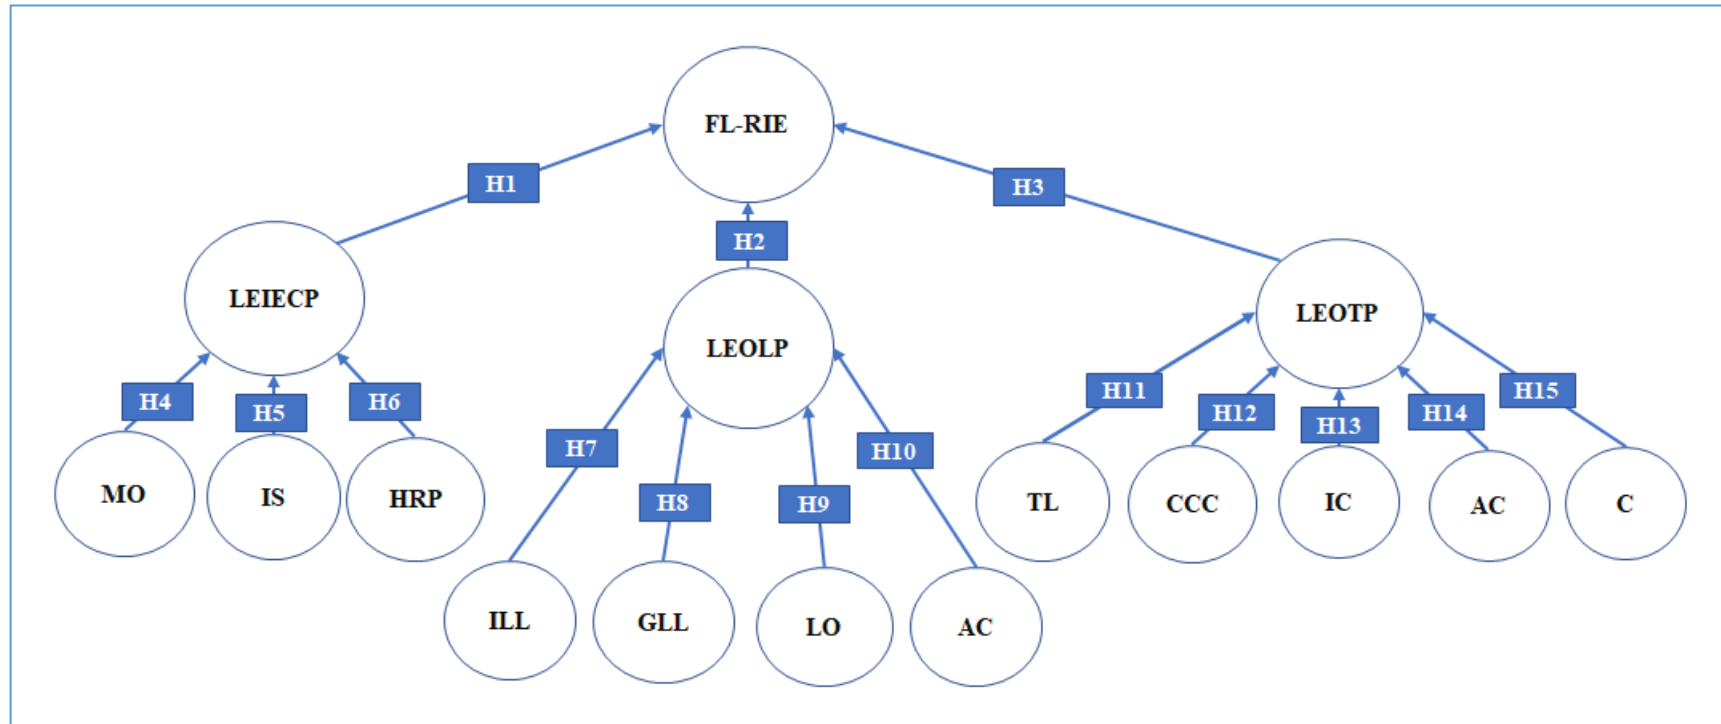 FL-RIE
H1
H3
H2
LEIECP
LEOLP
LEOTP
H4
H5
H6
H7
H8
H9
H10
H11
H12
H13
H14
H15
MO
IS
HRP
ILL
GLL
LO
AC
TL
CCC
IC
AC
C